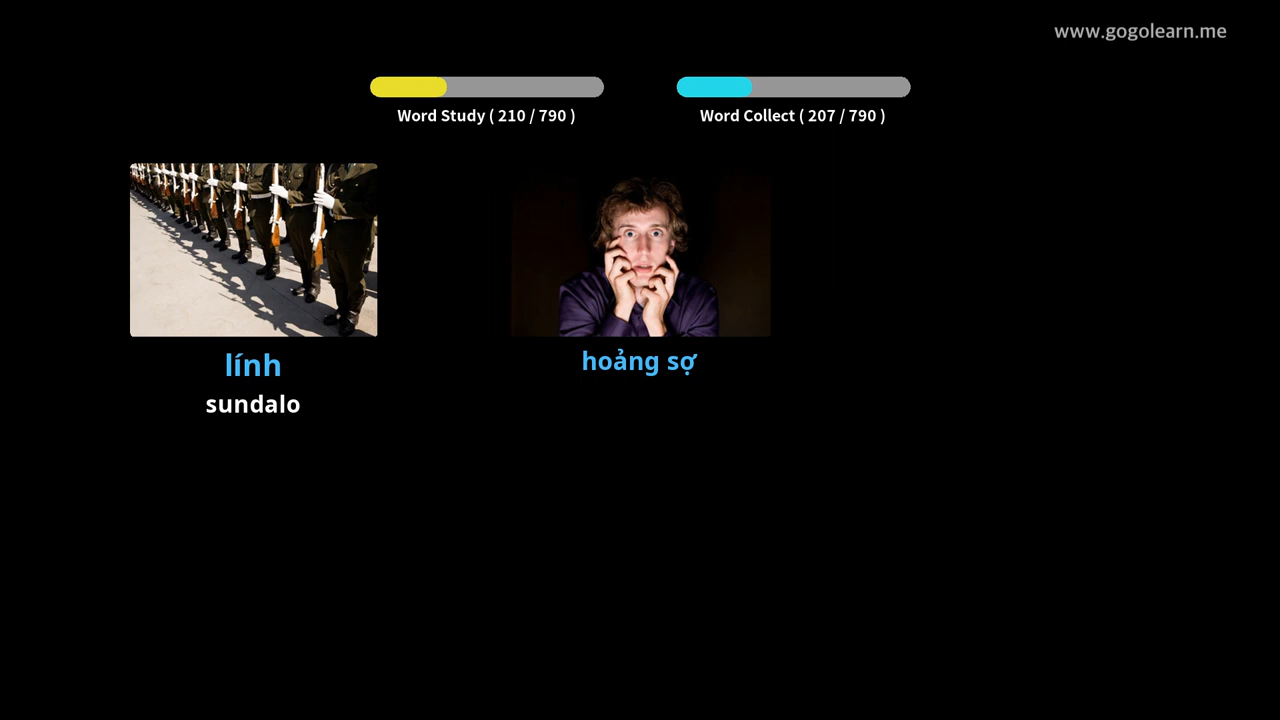 www.gogolearn.me
Word Study ( 210 / 790 )
Word Collect ( 207 / 790 )
lính
sundalo
hoảng sợ